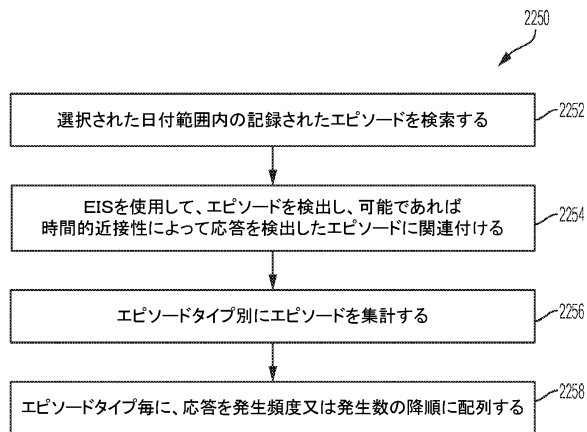 2250
選択された日付範囲内の記録されたエピソードを検索する
2252
EISを使用して、エピソードを検出し、可能であれば
時間的近接性によって応答を検出したエピソードに関連付ける
2254
エピソードタイプ別にエピソードを集計する
2256
エピソードタイプ毎に、応答を発生頻度又は発生数の降順に配列する
2258